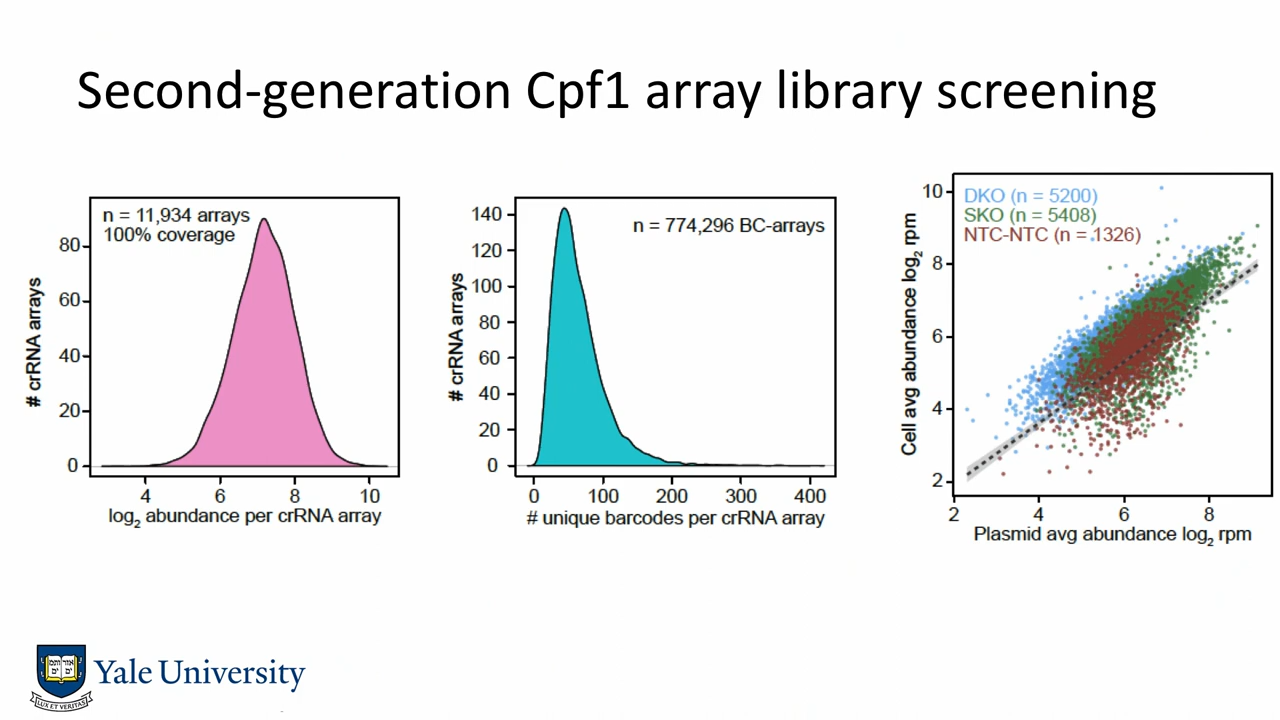 Second-generation Cpf1 array library screening
n = 11,934 arrays
100% coverage
# crRNA arrays
80
60
40
20
0
4 6 8 10
log2 abundance per crRNA array
n = 774,296 BC-arrays
# crRNA arrays
140
120
100
80
60
40
20
0
0 100 200 300 400
# unique barcodes per crRNA array
DKO (n = 5200)
SKO (n = 5408)
NTC-NTC (n = 1326)
Cell avg abundance log2 rpm
10
8
6
4
2
2 4 6 8
Plasmid avg abundance log2 rpm
Yale University
LUX ET VERITAS